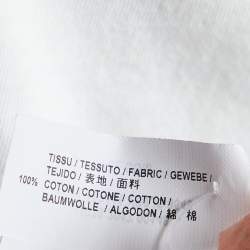 TISSU / TESSUTO / FABRIC / GEWEBE /
TEJIDO / 表地 / 面料
100% COTON / COTONE / COTTON /
BAUMWOLLE / ALGODON / 綿 / 棉